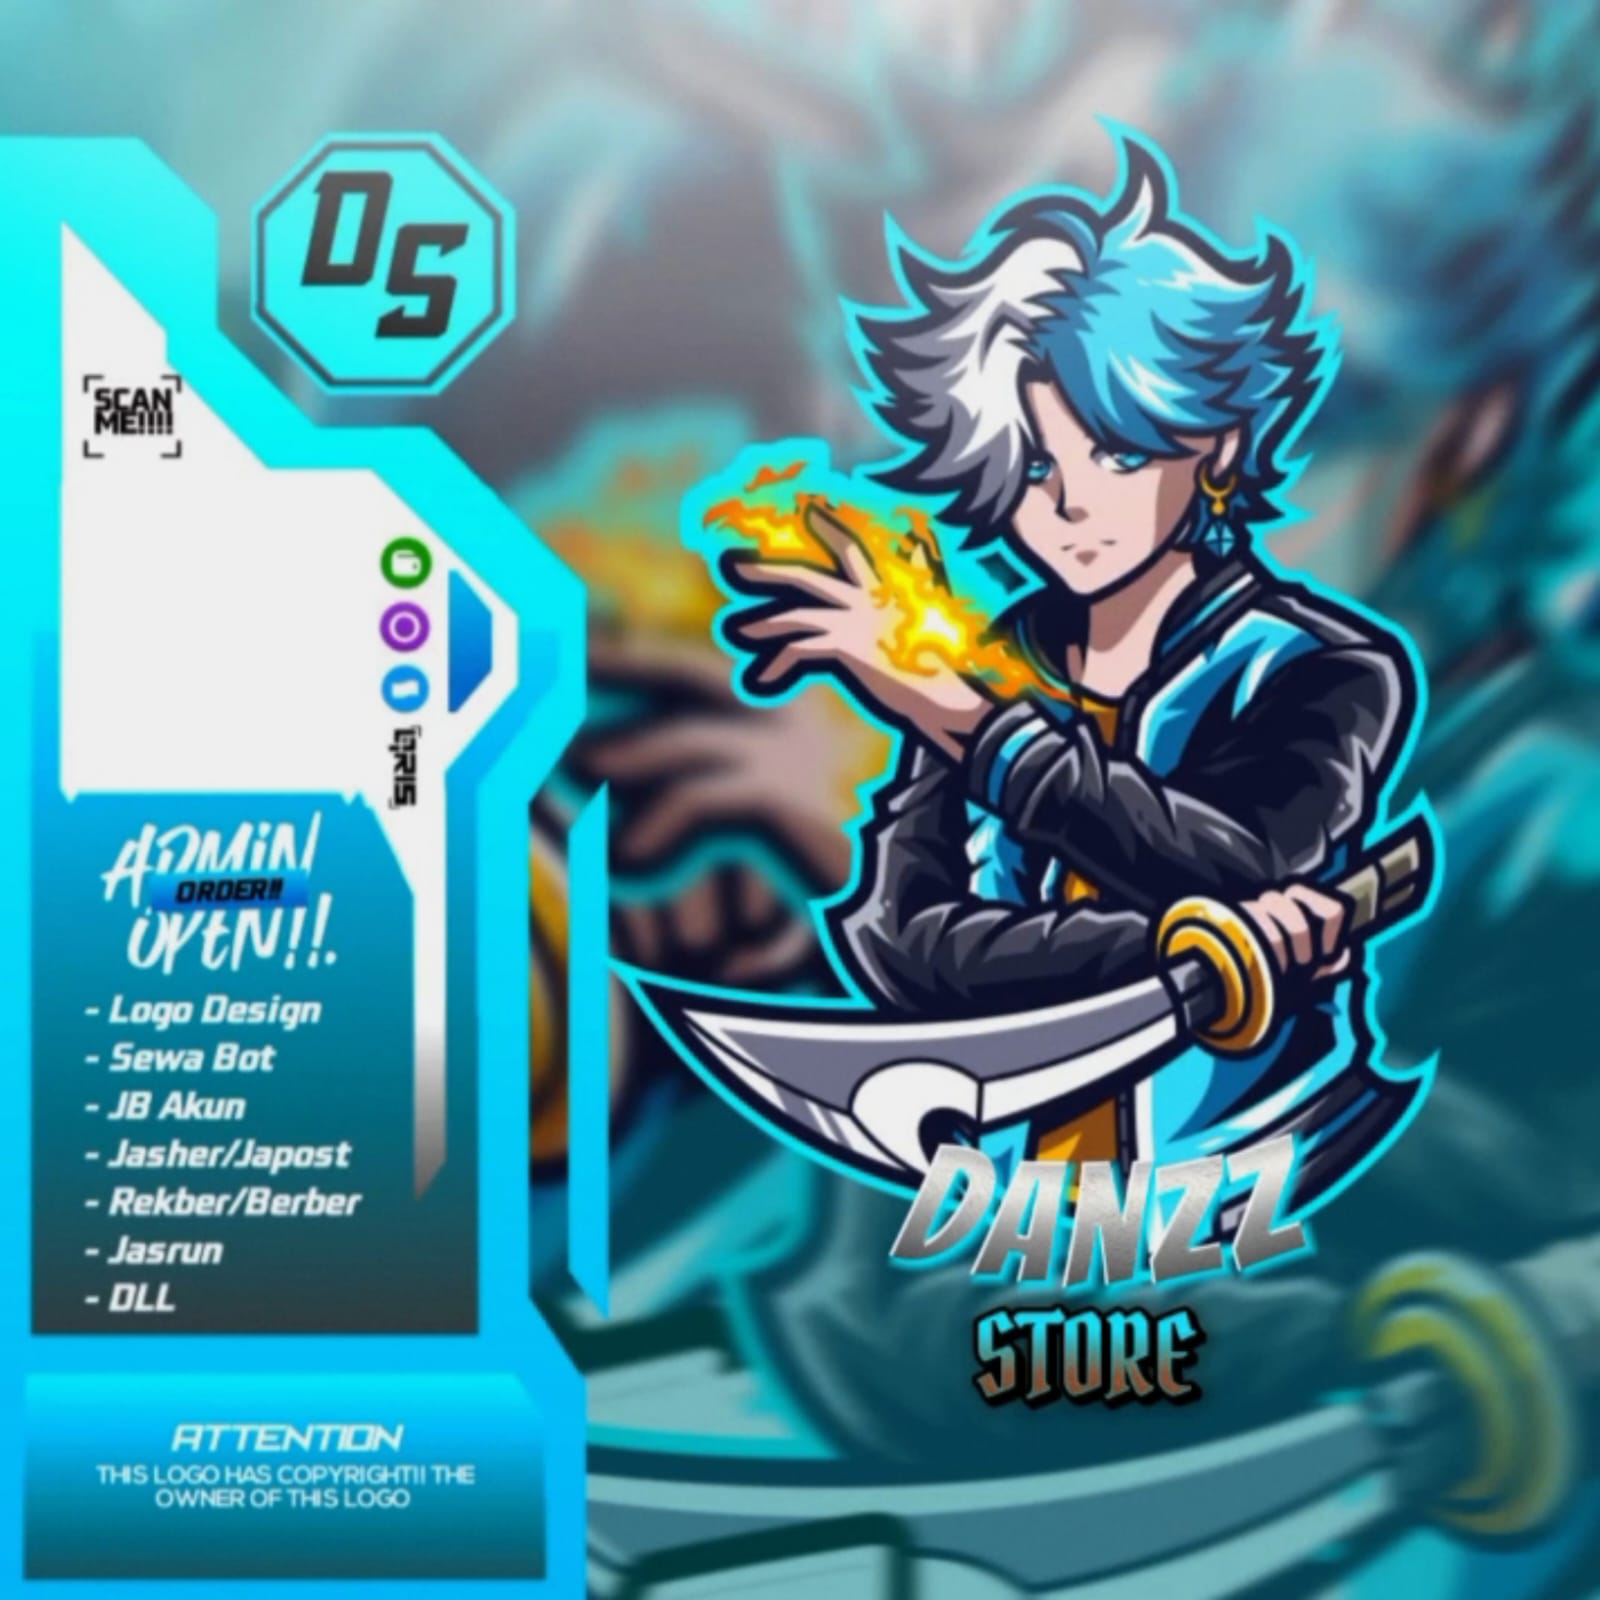 DS
SCAN
ME!!!!
QRIS
ADMIN
ORDER!!
OPEN!!.
- Logo Design
- Sewa Bot
- JB Akun
- Jasher/Japost
- Rekber/Berber
- Jasrun
- DLL
ATTENTION
THIS LOGO HAS COPYRIGHT!! THE
OWNER OF THIS LOGO
DANZZ
STORE